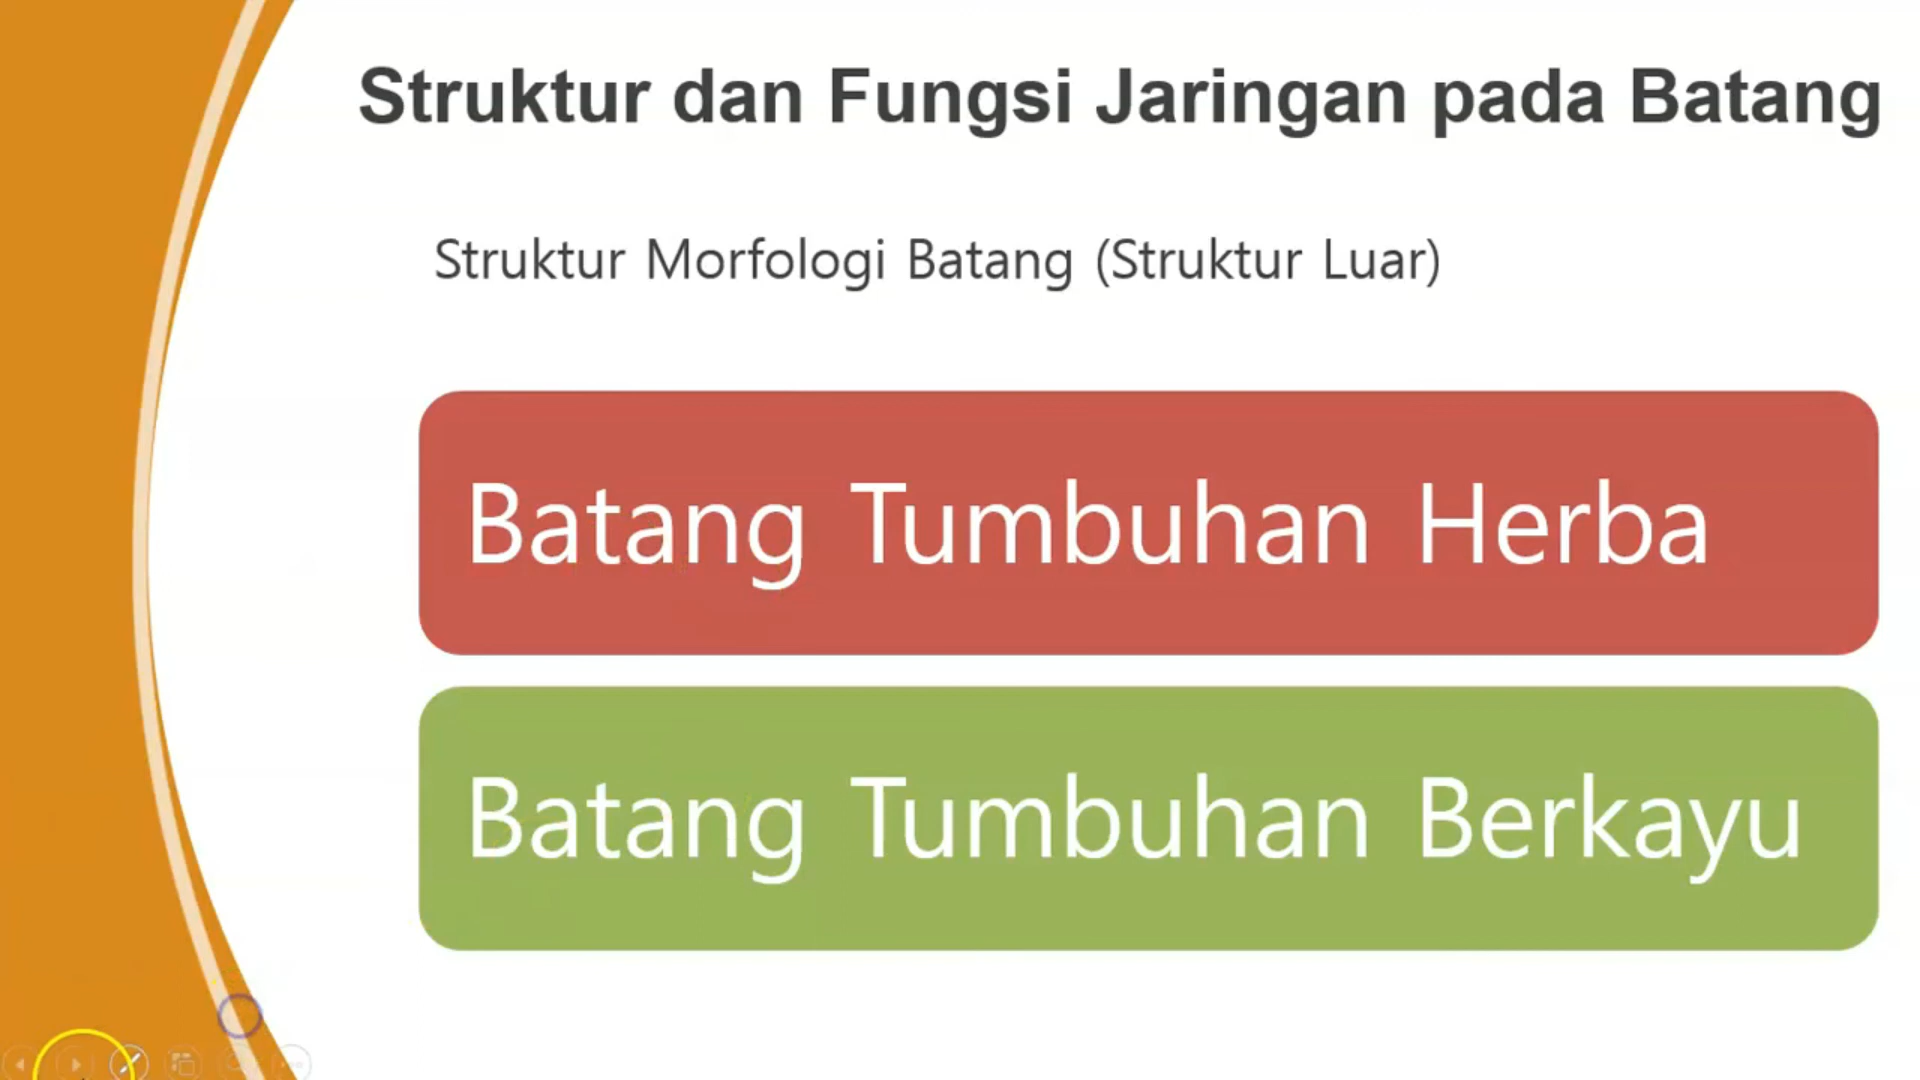 Struktur dan Fungsi Jaringan pada Batang
Struktur Morfologi Batang (Struktur Luar)
Batang Tumbuhan Herba
Batang Tumbuhan Berkayu